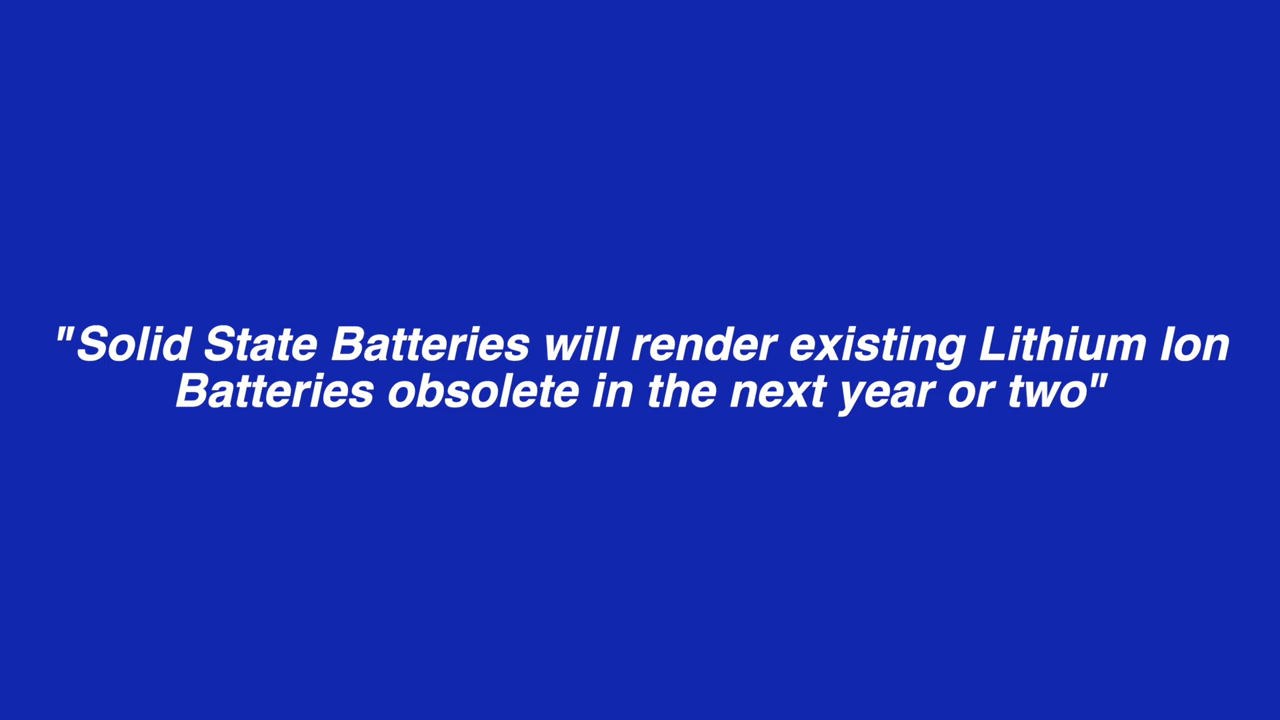 "Solid State Batteries will render existing Lithium Ion
Batteries obsolete in the next year or two"